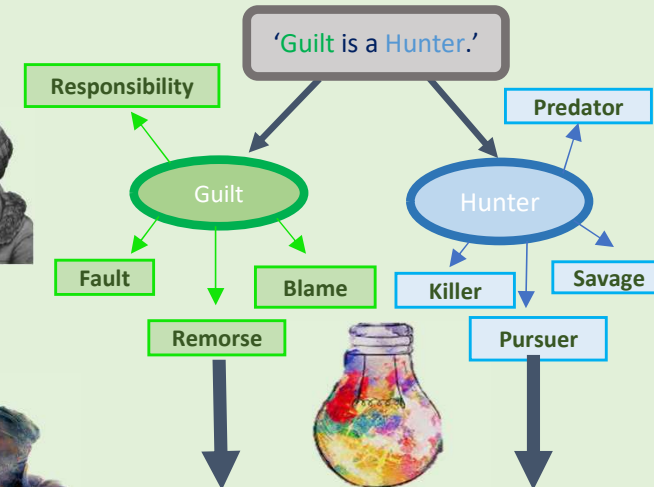 ‘Guilt is a Hunter.’
Responsibility
Predator
Guilt
Hunter
Fault
Blame
Killer
Savage
Remorse
Pursuer